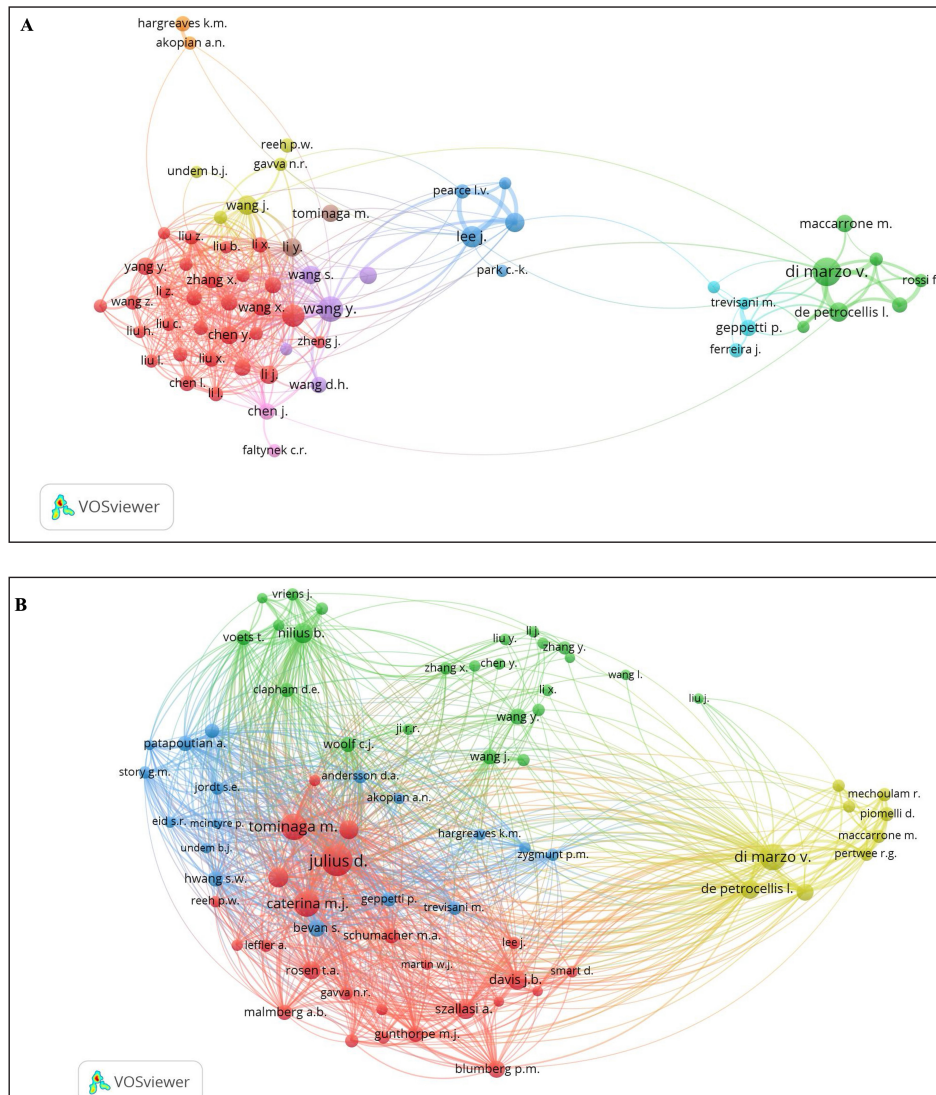 A
hargreaves k.m.
akopian a.n.
reeh p.w.
gavva n.r.
undem b.j.
wang j.
tominaga m.
pearce l.v.
lee j.
park c.-k.
maccarrone m.
di marzo v.
rossi f
de petrocellis l.
trevisani m.
geppetti p.
ferreira j.
liu z.
liu b.
li x.
li y.
yang y.
zhang x.
wang s.
li z.
wang z.
wang x.
wang y.
liu c.
liu h.
chen y.
zheng j.
liu l.
liu x.
li j.
chen l.
li l.
wang d.h.
chen j.
faltynek c.r.
VOSviewer
B
vriens j.
voets t.
nilius b.
clapham d.e.
liu y.
li j.
zhang y.
zhang x.
chen y.
wang l.
li x.
liu j.
wang y.
ji r.r.
woolf c.j.
wang j.
patapoutian a.
story g.m.
jordt s.e.
andersson d.a.
akopian a.n.
eid s.r.
mcintyre p.
tominaga m.
undem b.j.
hargreaves k.m.
zygmunt p.m.
julius d.
hwang s.w.
reeh p.w.
caterina m.j.
geppetti p.
trevisani m.
bevan s.
schumacher m.a.
leffler a.
lee j.
martin w.j.
rosen t.a.
davis j.b.
smart d.
gavva n.r.
malmberg a.b.
szallasi a.
gunthorpe m.j.
blumberg p.m.
mechoulam r.
piomelli d.
maccarrone m.
pertwee r.g.
di marzo v.
de petrocellis l.
VOSviewer